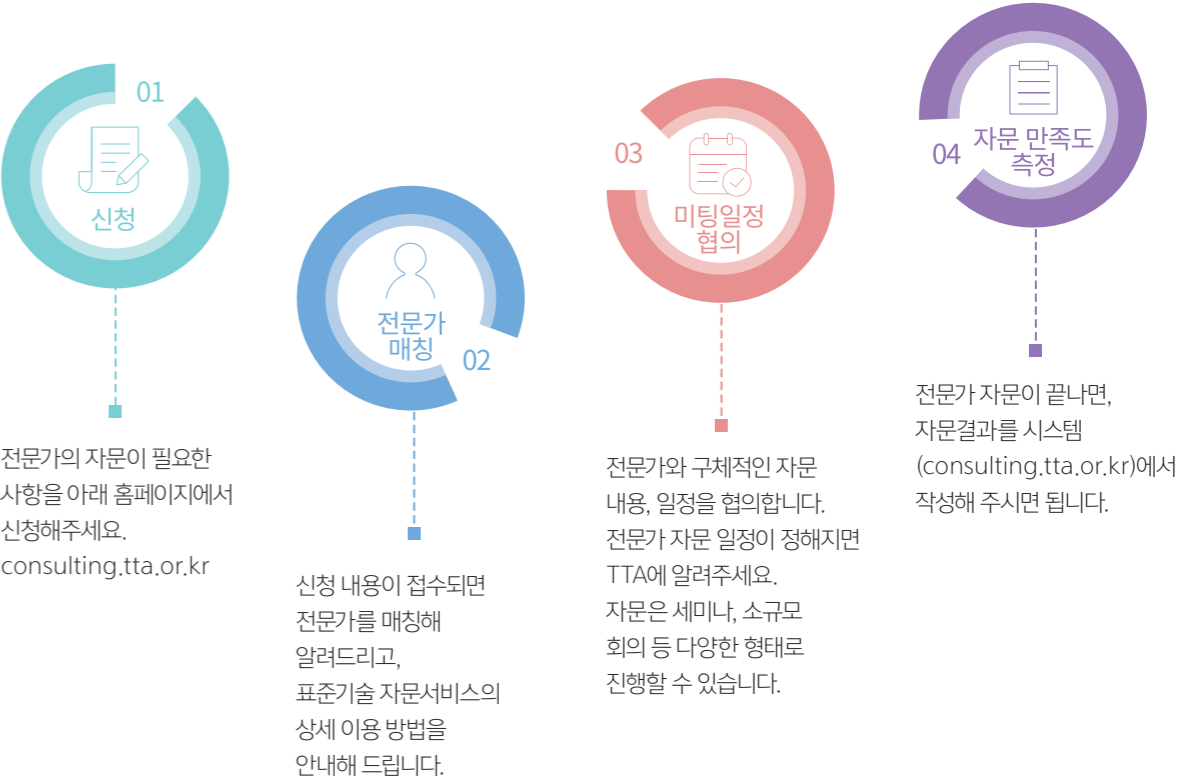 01
신청
전문가의 자문이 필요한
사항을 아래 홈페이지에서
신청해주세요.
consulting.tta.or.kr
전문가
매칭
02
신청 내용이 접수되면
전문가를 매칭해
알려드리고,
표준기술 자문서비스의
상세 이용 방법을
안내해 드립니다.
03
미팅일정
협의
전문가와 구체적인 자문
내용, 일정을 협의합니다.
전문가 자문 일정이 정해지면
TTA에 알려주세요.
자문은 세미나, 소규모
회의 등 다양한 형태로
진행할 수 있습니다.
04
자문 만족도
측정
전문가 자문이 끝나면,
자문결과를 시스템
(consulting.tta.or.kr)에서
작성해 주시면 됩니다.